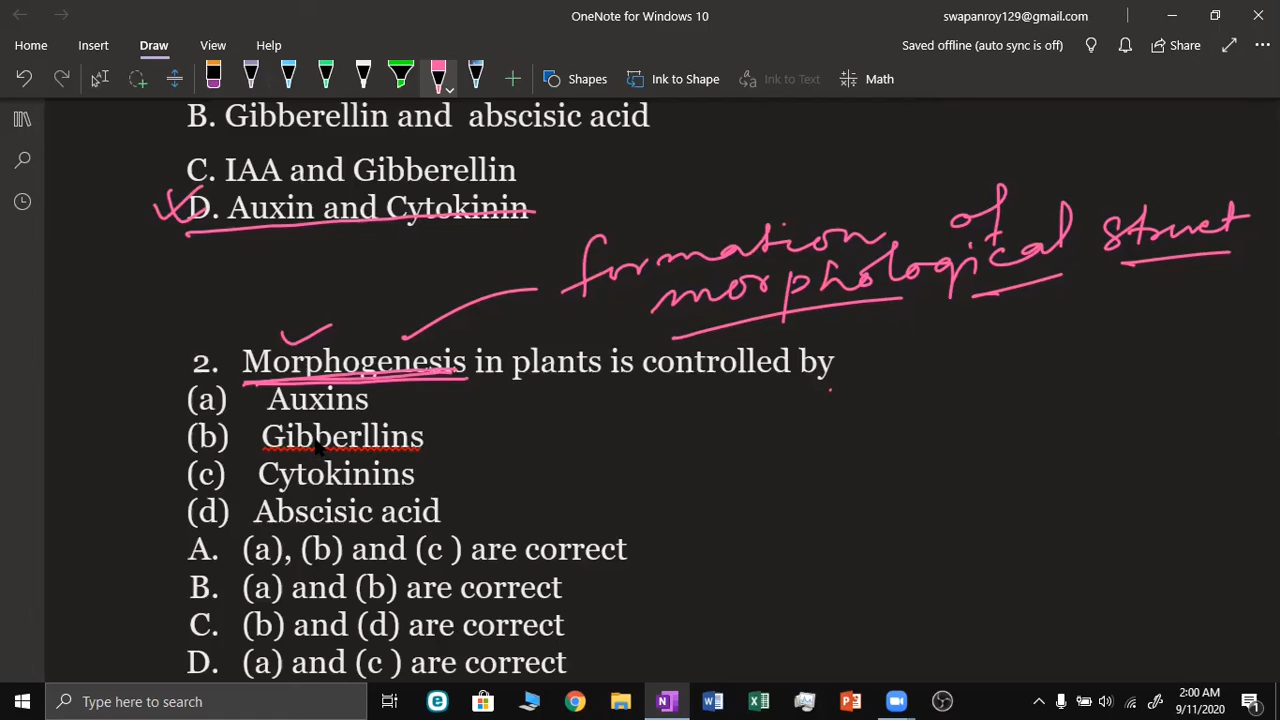 OneNote for Windows 10
swapanroy129@gmail.com
Home Insert Draw View Help
Saved offline (auto sync is off)
Share
Shapes
Ink to Shape
Ink to Text
Math
B. Gibberellin and abscisic acid
C. IAA and Gibberellin
D. Auxin and Cytokinin
formation of
morphological struct
2. Morphogenesis in plants is controlled by
(a) Auxins
(b) Gibberllins
(c) Cytokinins
(d) Abscisic acid
A. (a), (b) and (c ) are correct
B. (a) and (b) are correct
C. (b) and (d) are correct
D. (a) and (c ) are correct
Type here to search
2:00 AM
9/11/2020